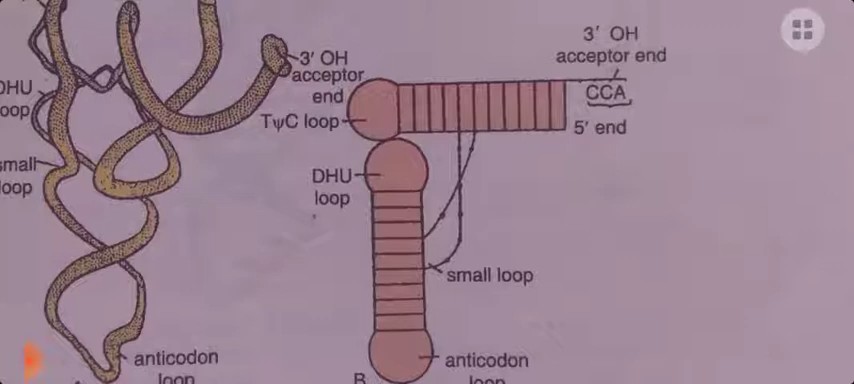 3' OH
acceptor
end
DHU
loop
small
loop
anticodon
loop
3' OH
acceptor end
CCA
5' end
TψC loop
DHU
loop
small loop
anticodon
loop
B